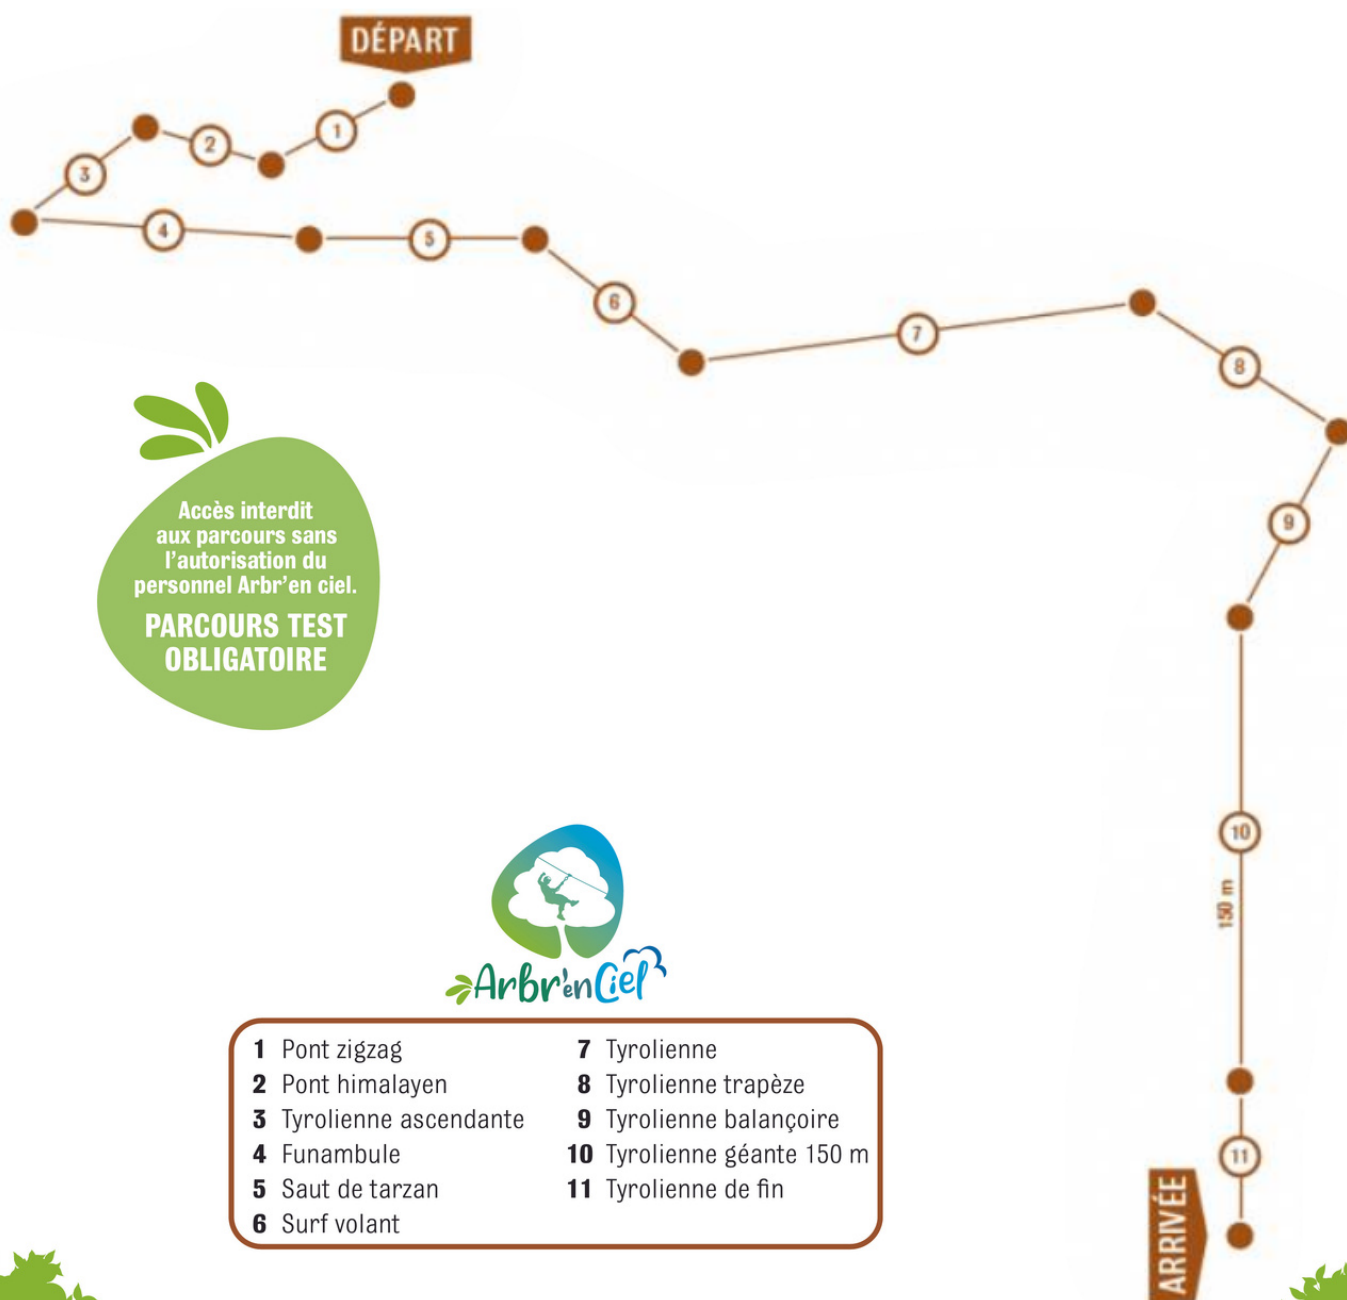 DÉPART
1
2
3
4
5
6
7
8
9
10
150 m
11
ARRIVÉE
Accès interdit
aux parcours sans
l'autorisation du
personnel Arbr'en ciel.
PARCOURS TEST
OBLIGATOIRE
Arbr'en Ciel
1 Pont zigzag
2 Pont himalayen
3 Tyrolienne ascendante
4 Funambule
5 Saut de tarzan
6 Surf volant
7 Tyrolienne
8 Tyrolienne trapèze
9 Tyrolienne balançoire
10 Tyrolienne géante 150 m
11 Tyrolienne de fin